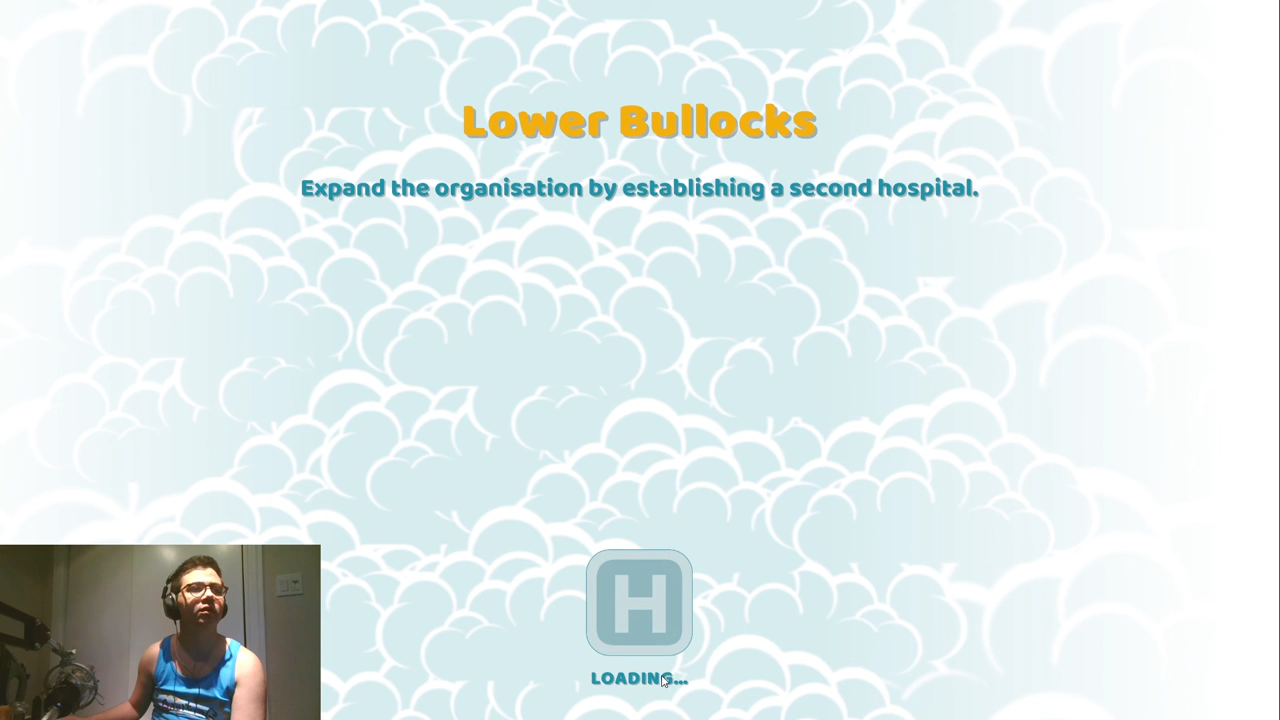 Lower Bullocks
Expand the organisation by establishing a second hospital.
H
LOADING...